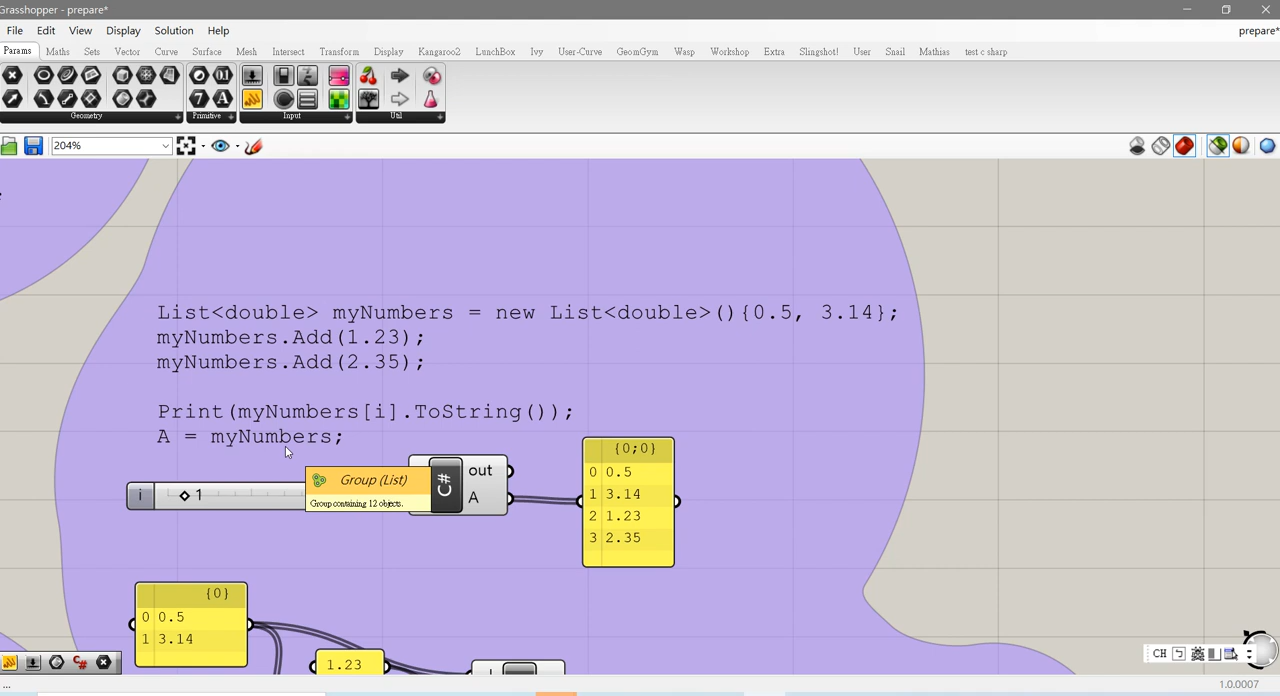 Grasshopper - prepare*
File Edit View Display Solution Help
prepare*
Params Maths Sets Vector Curve Surface Mesh Intersect Transform Display Kangaroo2 LunchBox Ivy User-Curve GeomGym Wasp Workshop Extra Slingshot! User Snail Mathias test c sharp
Geometry Primitive Input Util
204%
List<double> myNumbers = new List<double>(){0.5, 3.14};
myNumbers.Add(1.23);
myNumbers.Add(2.35);
Print(myNumbers[i].ToString());
A = myNumbers;
Group (List)
Group containing 12 objects.
i 1
C#
out
A
{0;0}
0 0.5
1 3.14
2 1.23
3 2.35
{0}
0 0.5
1 3.14
1.23
CH
...
1.0.0007